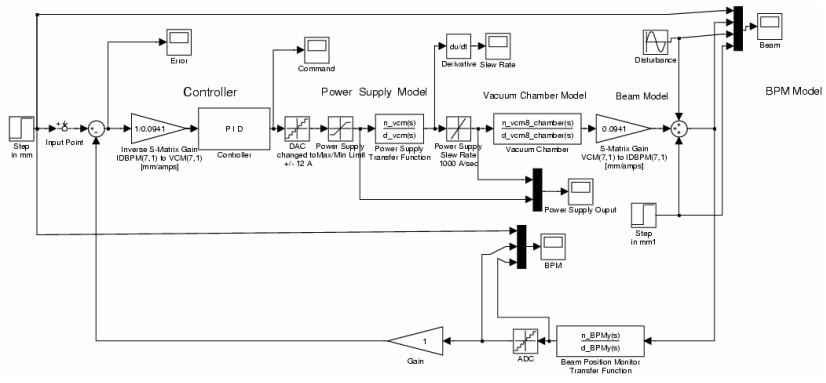 Error
Command
du/dt
Derivative
Slew Rate
Disturbance
Beam
Controller
Power Supply Model
Vacuum Chamber Model
Beam Model
BPM Model
Step
in mm
Input Point
1/0.0941
Inverse S-Matrix Gain
IDBPM(7,1) to VCM(7,1)
[mm/amps]
PID
Controller
DAC
changed to
+/- 12 A
Power Supply
Max/Min Limit
n_vcm(s)
d_vcm(s)
Power Supply
Transfer Function
Power Supply
Slew Rate
1000 A/sec
n_vcm8_chamber(s)
d_vcm8_chamber(s)
Vacuum Chamber
0.0941
S-Matrix Gain
VCM(7,1) to IDBPM(7,1)
[mm/amps]
Power Supply Ouput
Step
in mm1
BPM
1
Gain
ADC
n_BPMy(s)
d_BPMy(s)
Beam Position Monitor
Transfer Function